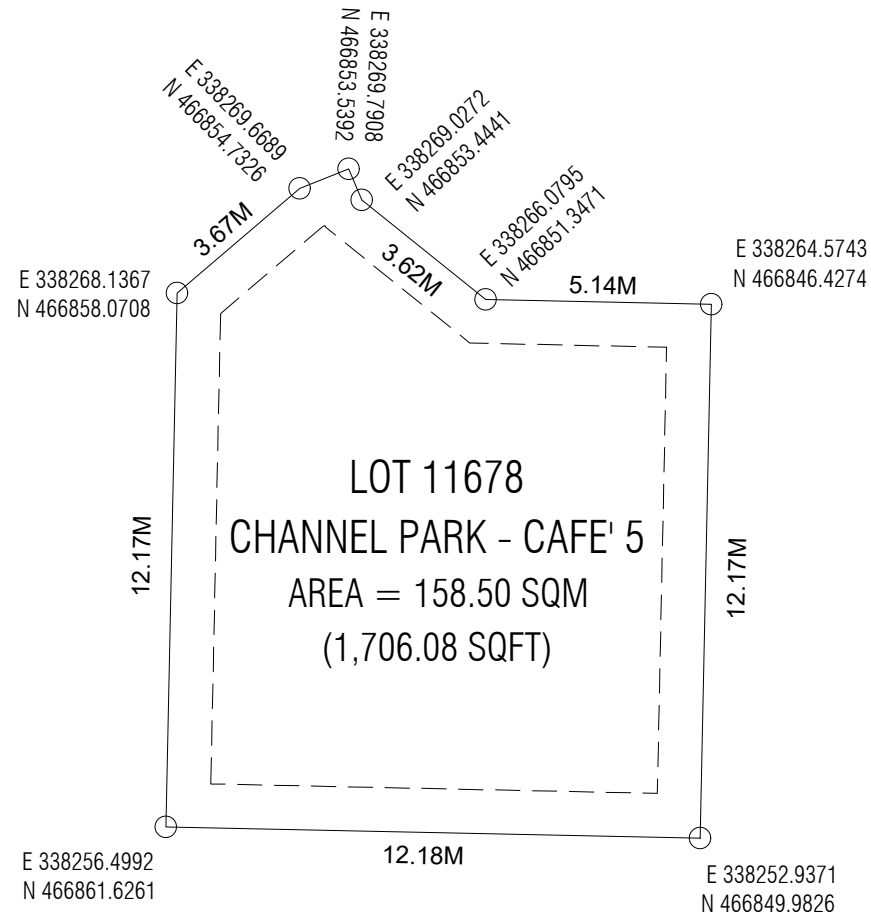 E 338269.7908
N 466853.5392
E 338269.6689
N 466854.7326
E 338269.0272
N 466853.4441
E 338266.0795
N 466851.3471
E 338264.5743
N 466846.4274
E 338268.1367
N 466858.0708
3.67M
3.62M
5.14M
LOT 11678
CHANNEL PARK - CAFE' 5
AREA = 158.50 SQM
(1,706.08 SQFT)
12.17M
12.17M
12.18M
E 338256.4992
N 466861.6261
E 338252.9371
N 466849.9826